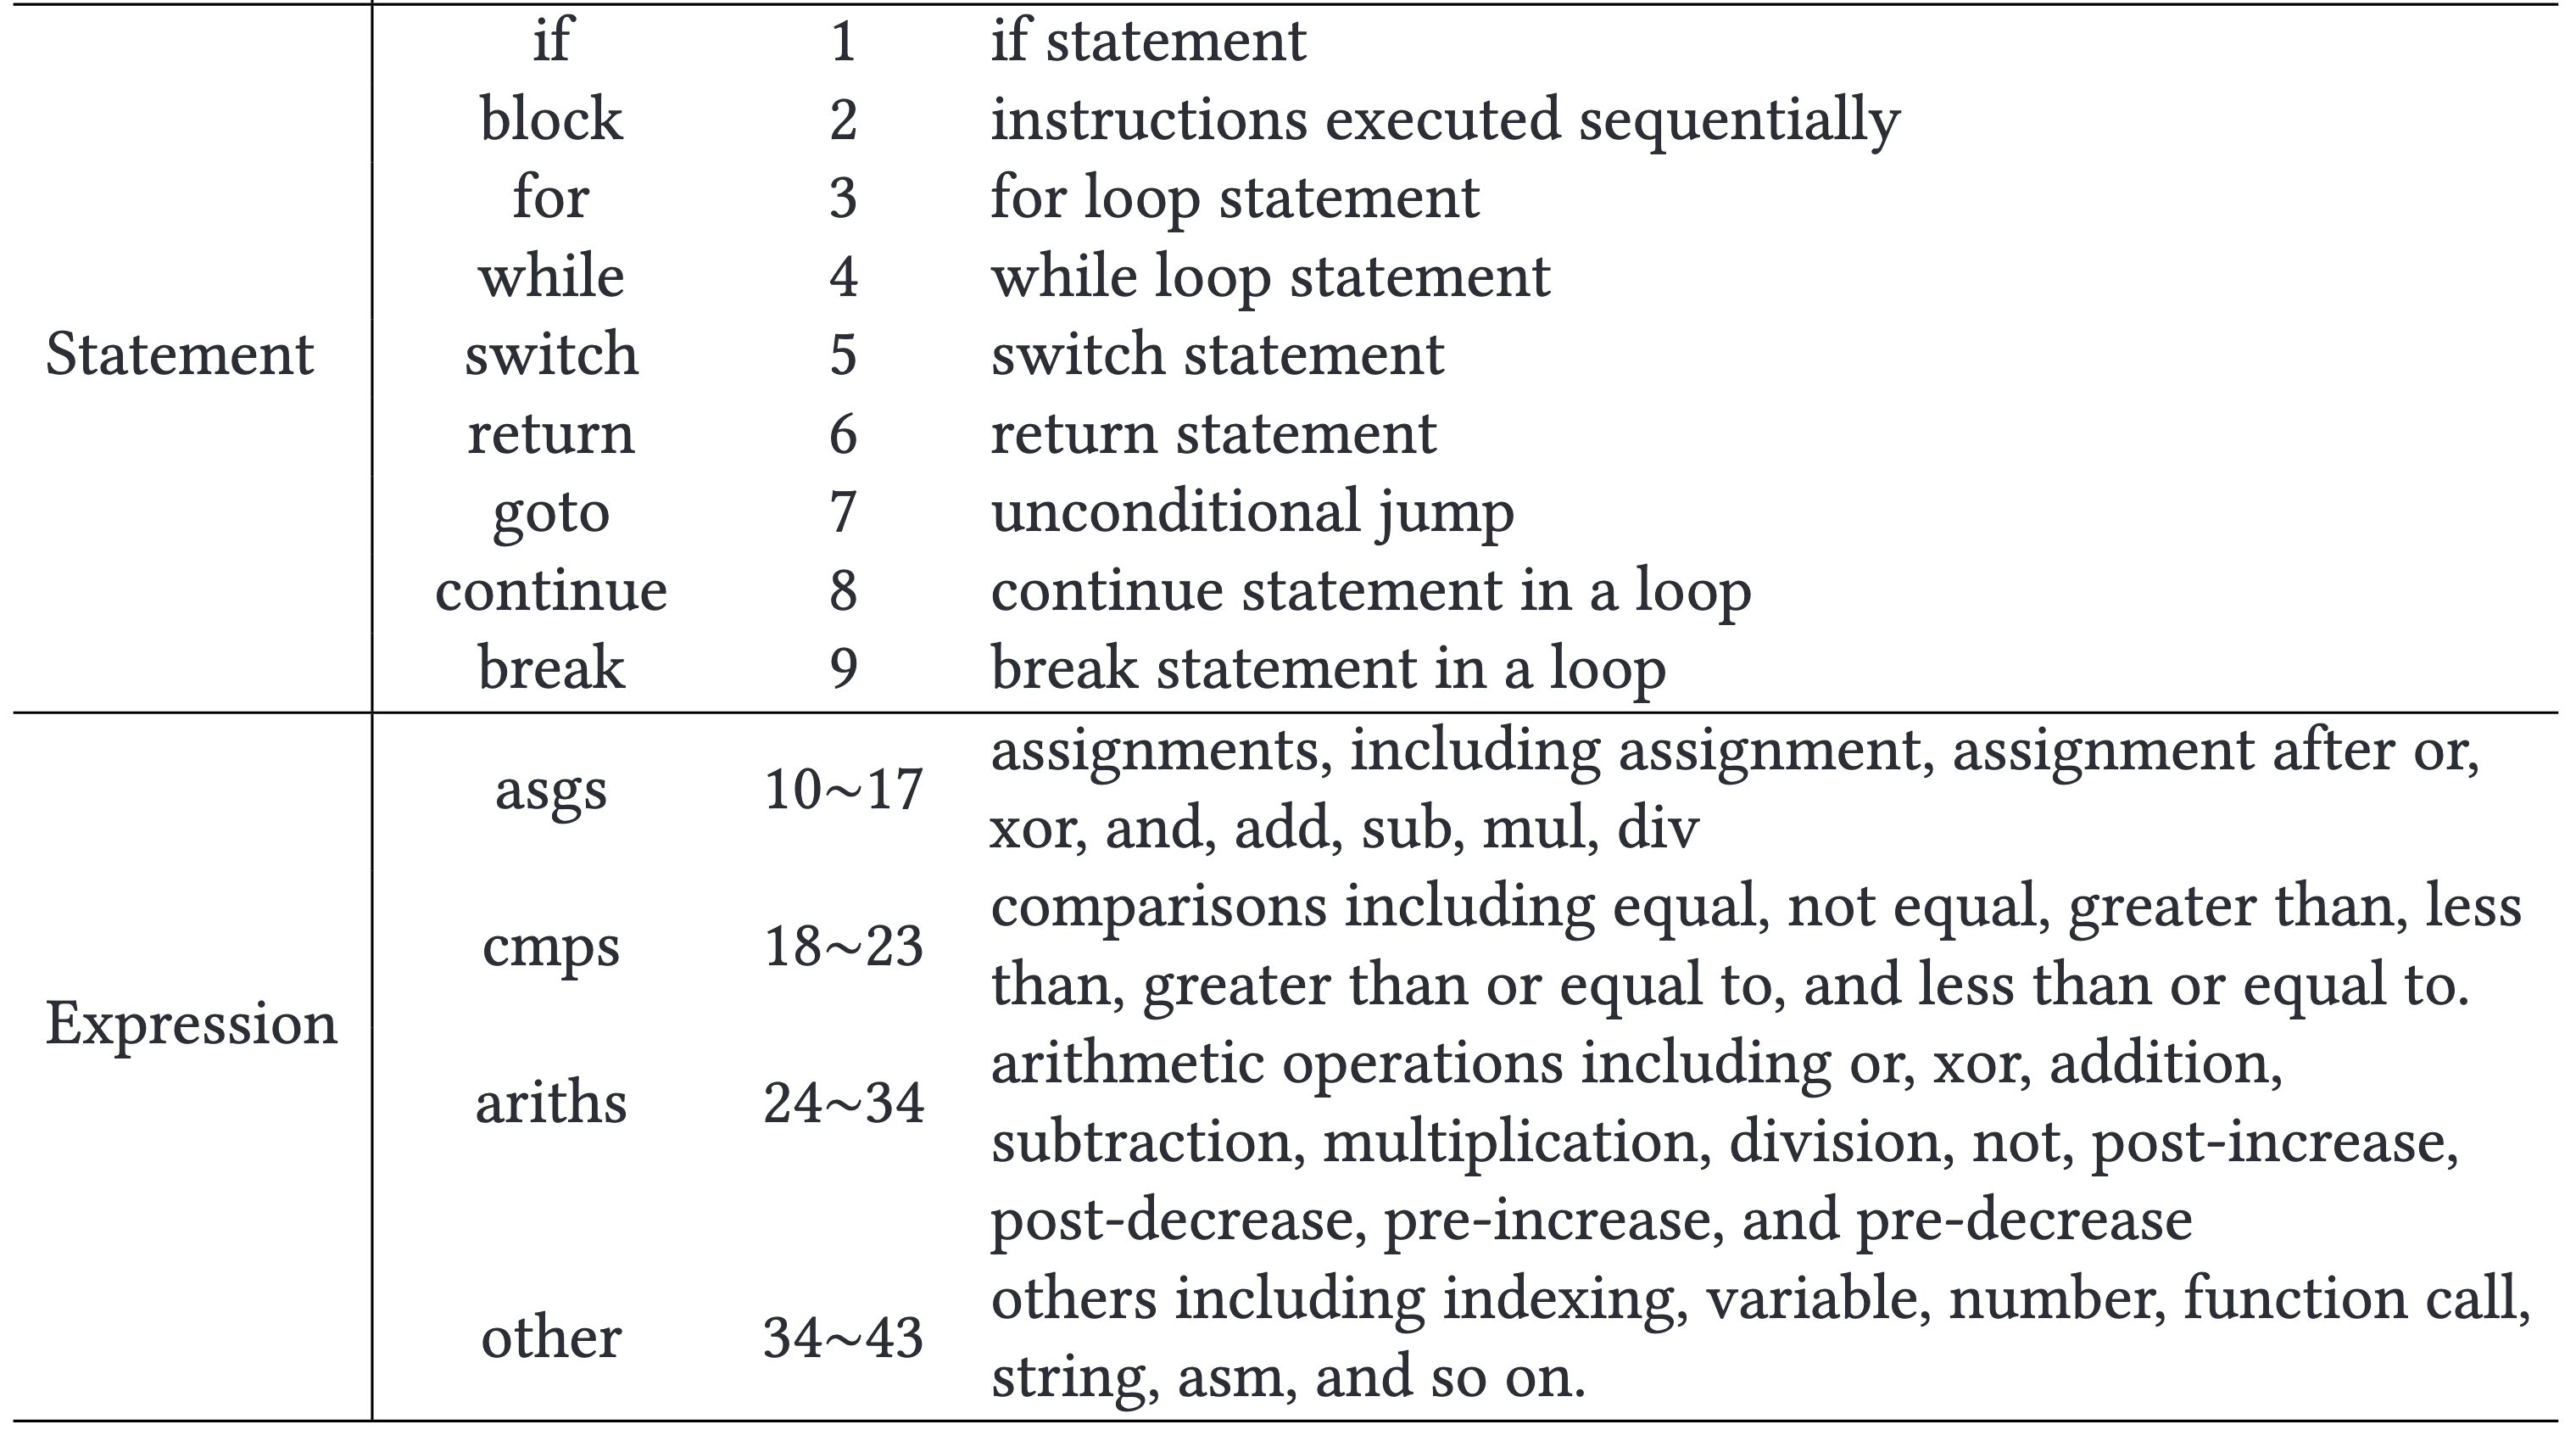 if 1 if statement
block 2 instructions executed sequentially
for 3 for loop statement
while 4 while loop statement
Statement switch 5 switch statement
return 6 return statement
goto 7 unconditional jump
continue 8 continue statement in a loop
break 9 break statement in a loop
asgs 10~17 assignments, including assignment, assignment after or,
xor, and, add, sub, mul, div
cmps 18~23 comparisons including equal, not equal, greater than, less
than, greater than or equal to, and less than or equal to.
Expression
ariths 24~34 arithmetic operations including or, xor, addition,
subtraction, multiplication, division, not, post-increase,
post-decrease, pre-increase, and pre-decrease
other 34~43 others including indexing, variable, number, function call,
string, asm, and so on.